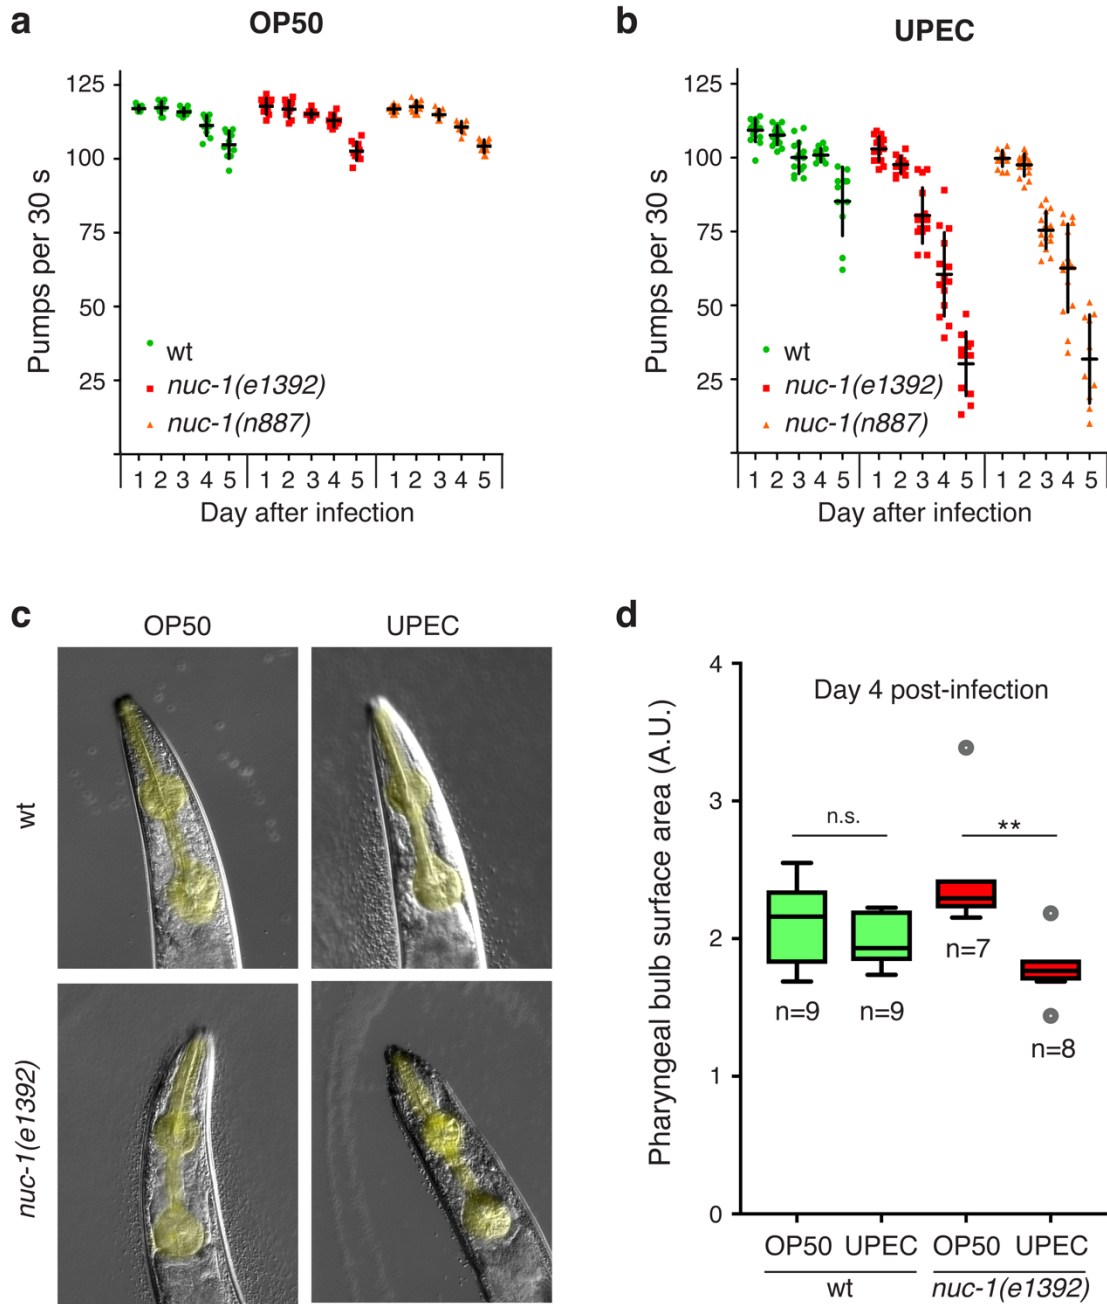 a
OP50
Pumps per 30 s
125
100
75
50
25
wt
nuc-1(e1392)
nuc-1(n887)
1 2 3 4 5 1 2 3 4 5 1 2 3 4 5
Day after infection
b
UPEC
Pumps per 30 s
125
100
75
50
25
wt
nuc-1(e1392)
nuc-1(n887)
1 2 3 4 5 1 2 3 4 5 1 2 3 4 5
Day after infection
c
OP50 UPEC
wt
nuc-1(e1392)
d
Day 4 post-infection
Pharyngeal bulb surface area (A.U.)
4
3
2
1
0
n.s.
**
n=9
n=9
n=7
n=8
OP50 UPEC OP50 UPEC
wt nuc-1(e1392)